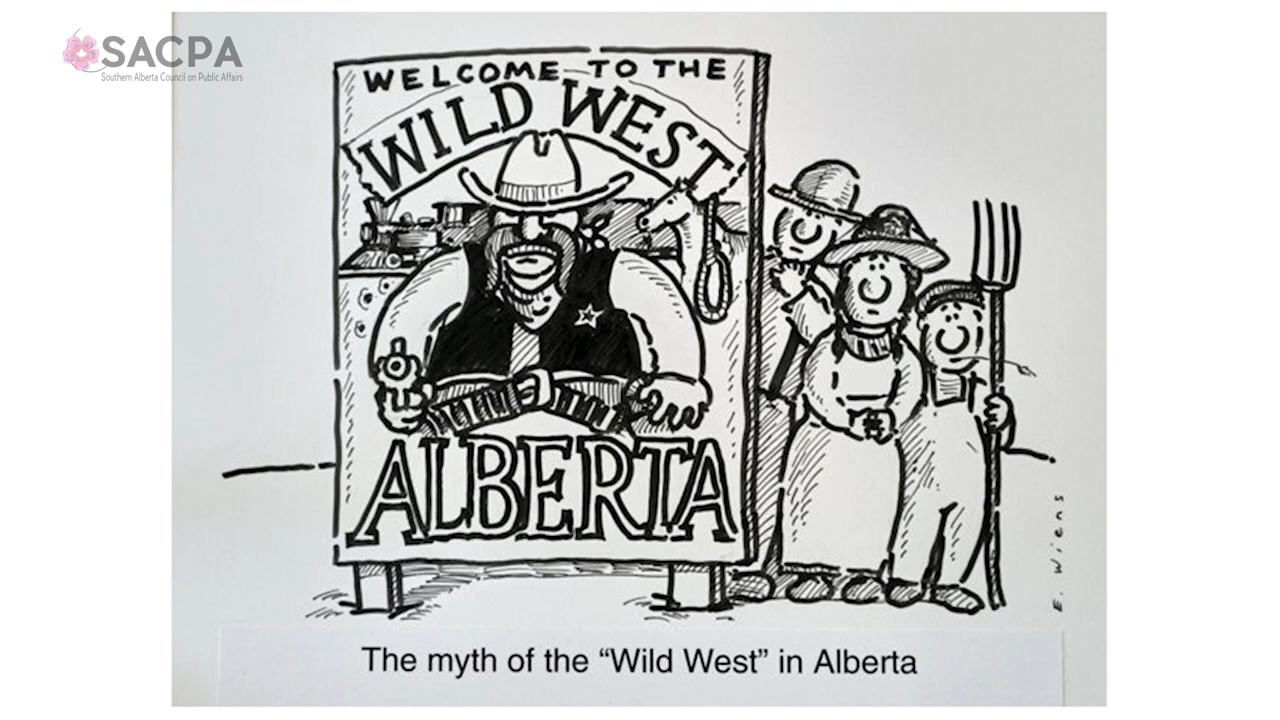 SACPA
Southern Alberta Council on Public Affairs
WELCOME TO THE
WILD WEST
ALBERTA
E. Wiens
The myth of the “Wild West” in Alberta